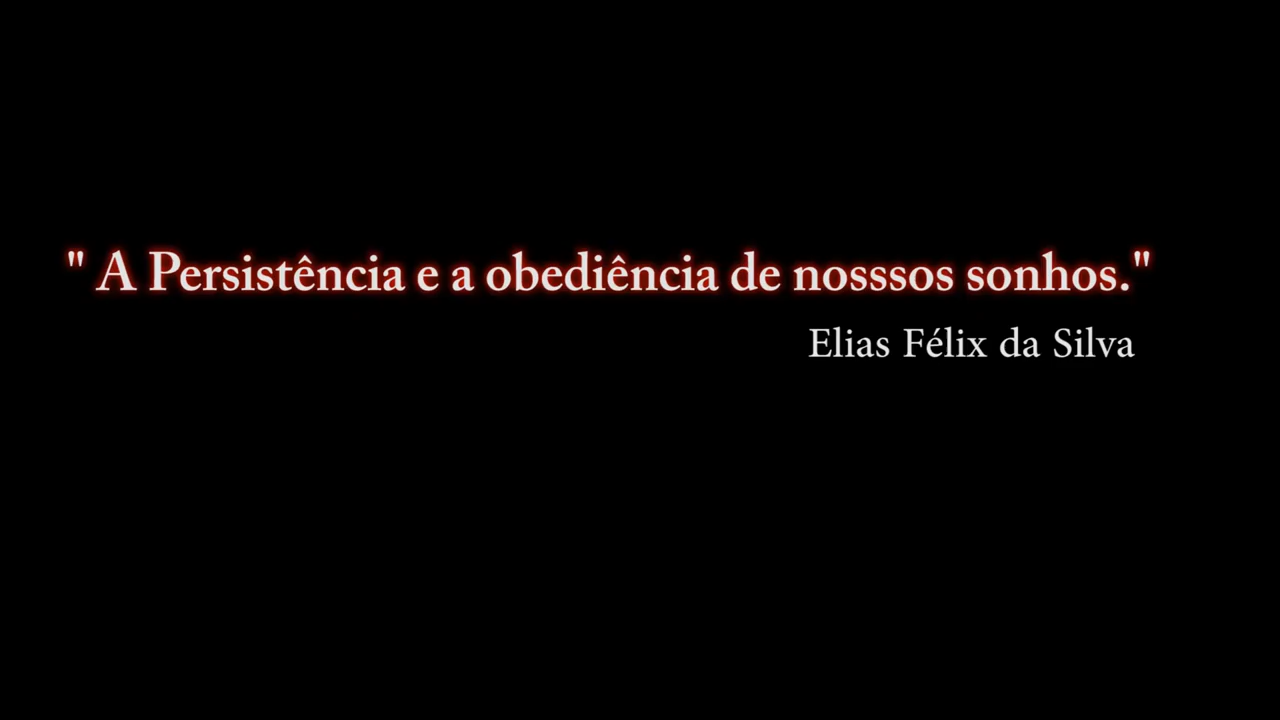 " A Persistência e a obediência de nosssos sonhos."
Elias Félix da Silva